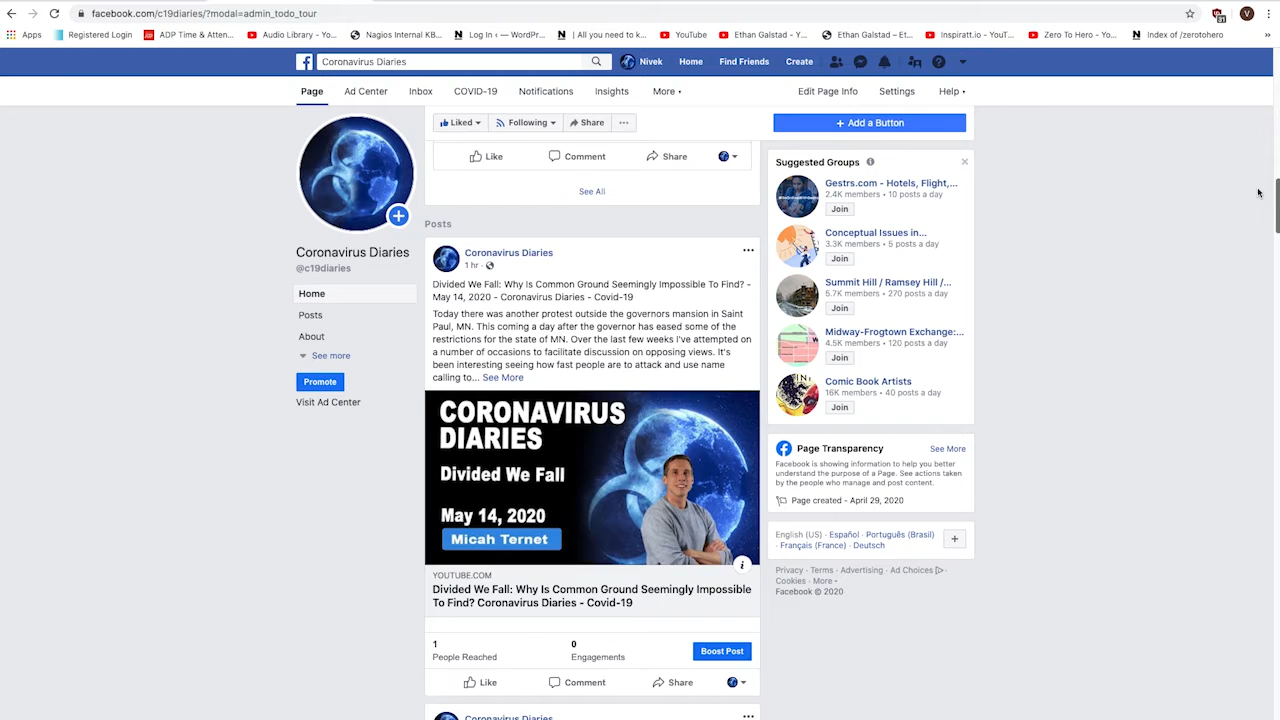 facebook.com/c19diaries/?modal=admin_todo_tour
31
V
Apps
Registered Login
ADP Time & Atten...
Audio Library - Yo...
Nagios Internal KB...
Log In ‹ — WordPr...
| All you need to k...
YouTube
Ethan Galstad - Y...
Ethan Galstad – Et...
Inspiratt.io - YouT...
Zero To Hero - Yo...
Index of /zerotohero
»
Coronavirus Diaries
Nivek
Home
Find Friends
Create
Page
Ad Center
Inbox
COVID-19
Notifications
Insights
More
Edit Page Info
Settings
Help
Liked
Following
Share
+ Add a Button
Like
Comment
Share
See All
Coronavirus Diaries
@c19diaries
Home
Posts
About
See more
Promote
Visit Ad Center
Posts
Coronavirus Diaries
1 hr ·
Divided We Fall: Why Is Common Ground Seemingly Impossible To Find? -
May 14, 2020 - Coronavirus Diaries - Covid-19
Today there was another protest outside the governors mansion in Saint
Paul, MN. This coming a day after the governor has eased some of the
restrictions for the state of MN. Over the last few weeks I've attempted on
a number of occasions to facilitate discussion on opposing views. It's
been interesting seeing how fast people are to attack and use name
calling to... See More
CORONAVIRUS
DIARIES
Divided We Fall
May 14, 2020
Micah Ternet
YOUTUBE.COM
Divided We Fall: Why Is Common Ground Seemingly Impossible
To Find? Coronavirus Diaries - Covid-19
1
People Reached
0
Engagements
Boost Post
Like
Comment
Share
Coronavirus Diaries
Suggested Groups
Gestrs.com - Hotels, Flight,...
2.4K members • 10 posts a day
Join
Conceptual Issues in...
3.3K members • 5 posts a day
Join
Summit Hill / Ramsey Hill /...
5.7K members • 270 posts a day
Join
Midway-Frogtown Exchange:...
4.5K members • 120 posts a day
Join
Comic Book Artists
16K members • 40 posts a day
Join
Page Transparency
See More
Facebook is showing information to help you better
understand the purpose of a Page. See actions taken
by the people who manage and post content.
Page created - April 29, 2020
English (US) · Español · Português (Brasil)
· Français (France) · Deutsch
Privacy · Terms · Advertising · Ad Choices ·
Cookies · More
Facebook © 2020